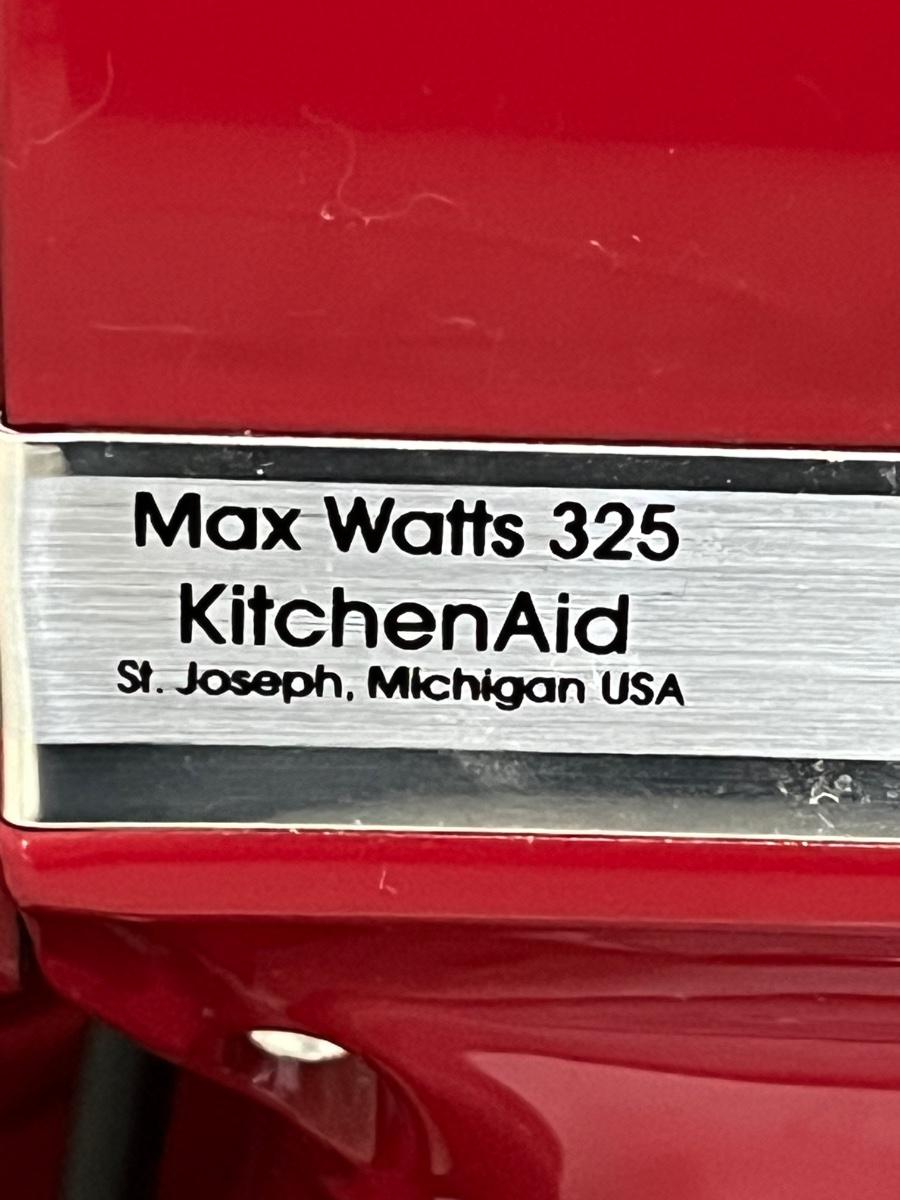 Max Watts 325
KitchenAid
St. Joseph, Michigan USA